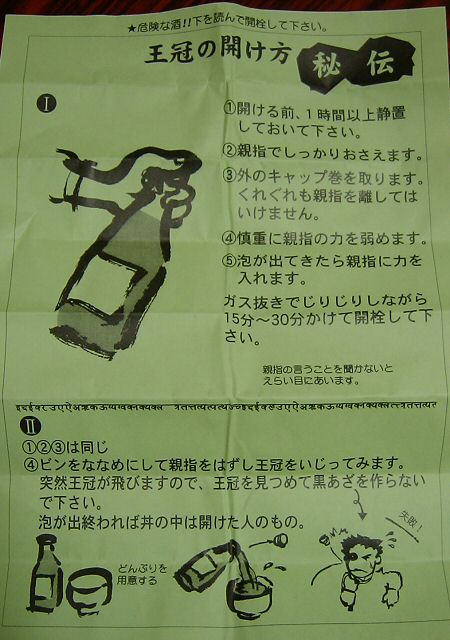 ★危険な酒!!下を読んで開栓して下さい。
王冠の開け方 秘伝
Ⅰ
①開ける前、1時間以上静置
しておいて下さい。
②親指でしっかりおさえます。
③外のキャップ巻を取ります。
くれぐれも親指を離しては
いけません。
④慎重に親指の力を弱めます。
⑤泡が出てきたら親指に力を
入れます。
ガス抜きでじりじりしながら
15分〜30分かけて開栓して下
さい。
親指の言うことを聞かないと
えらい目にあいます。
Ⅱ
①②③は同じ
④ビンをななめにして親指をはずし王冠をいじってみます。
突然王冠が飛びますので、王冠を見つめて黒あざを作らない
で下さい。
泡が出終われば丼の中は開けた人のもの。
失敗!
どんぶりを
用意する